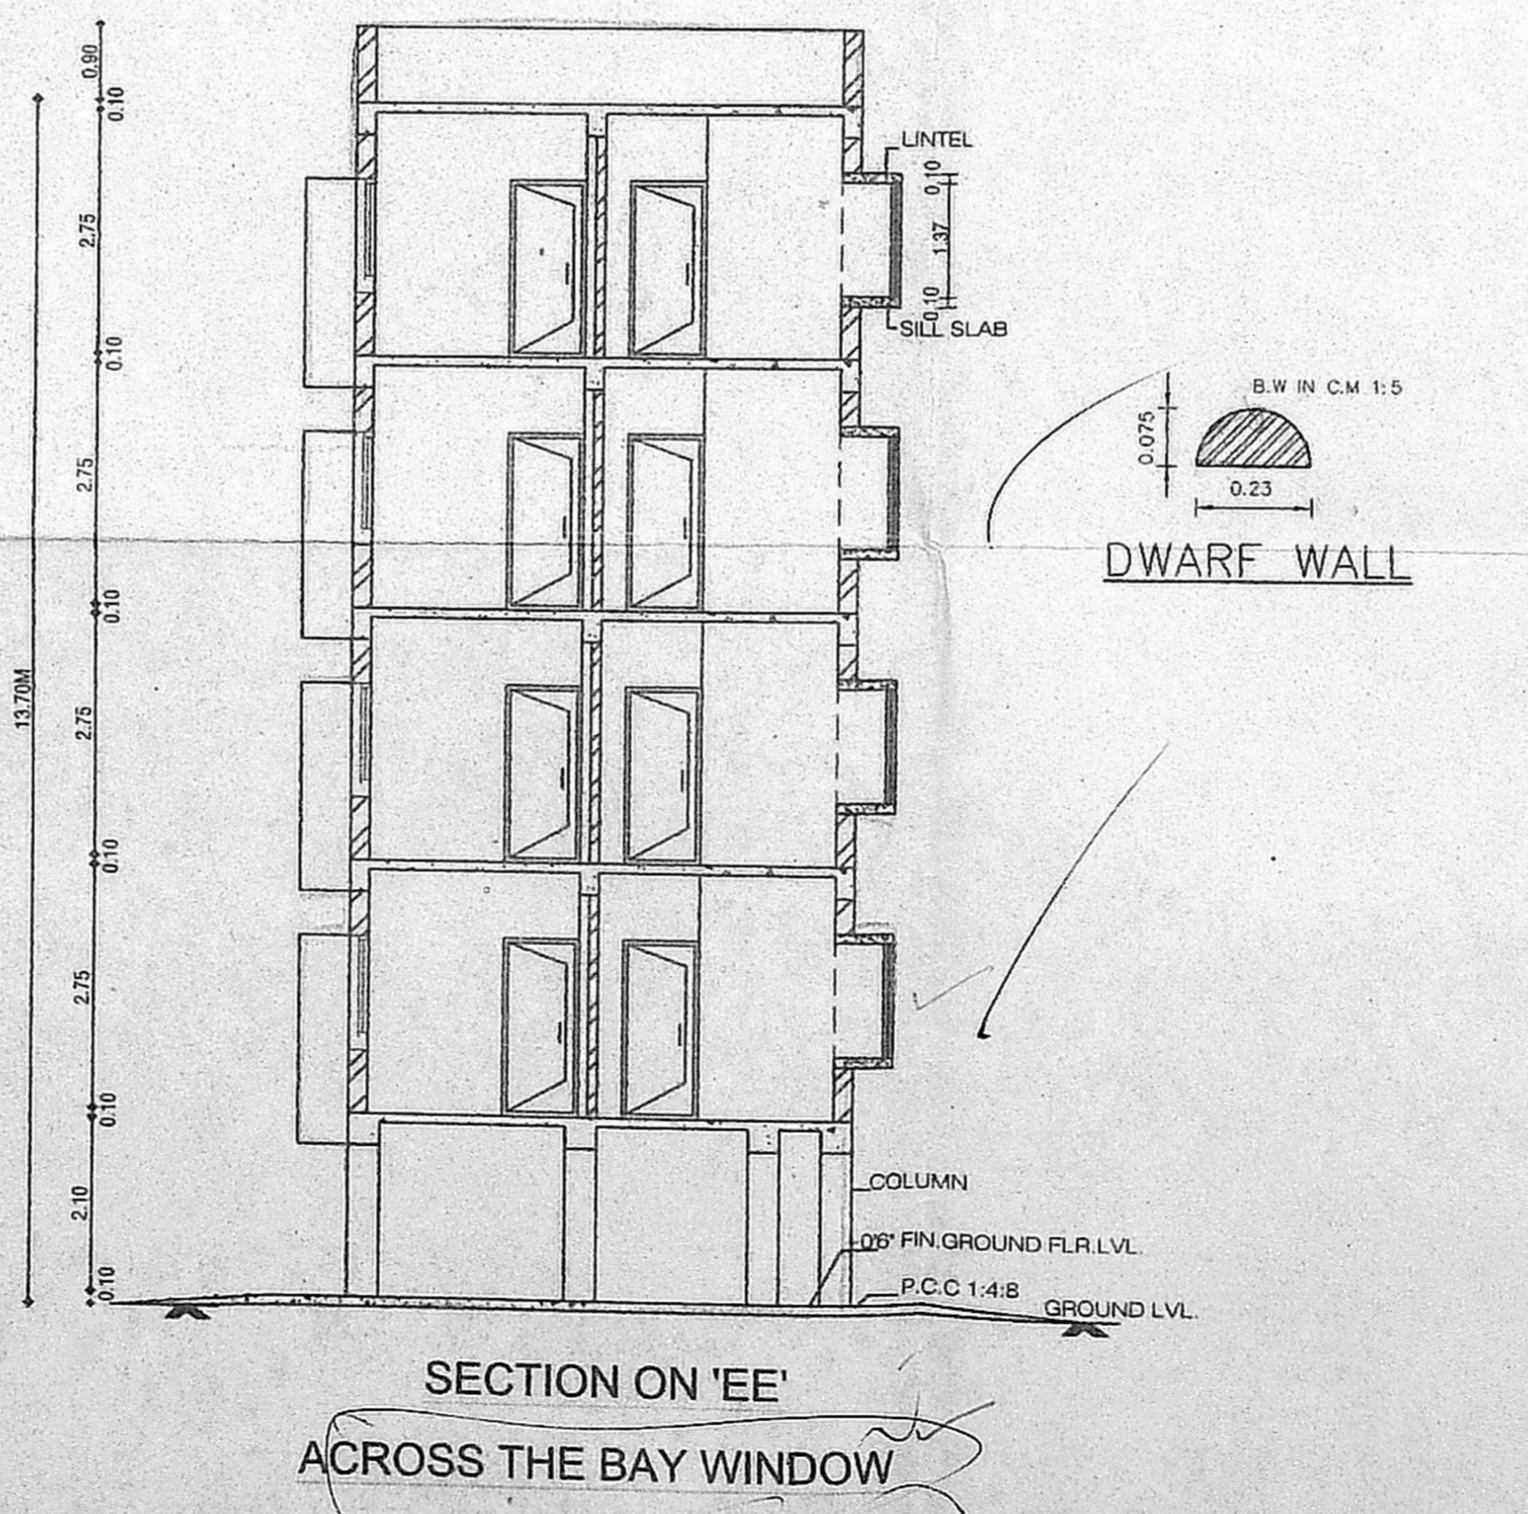 0.90
0.10
LINTEL
0.10
2.75
1.37
0.10
SILL SLAB
0.10
B.W IN C.M 1:5
0.075
0.23
2.75
DWARF WALL
0.10
13.70M
2.75
0.10
2.75
0.10
COLUMN
2.10
0'6" FIN.GROUND FLR.LVL.
0.10
P.C.C 1:4:8
GROUND LVL.
SECTION ON 'EE'
ACROSS THE BAY WINDOW